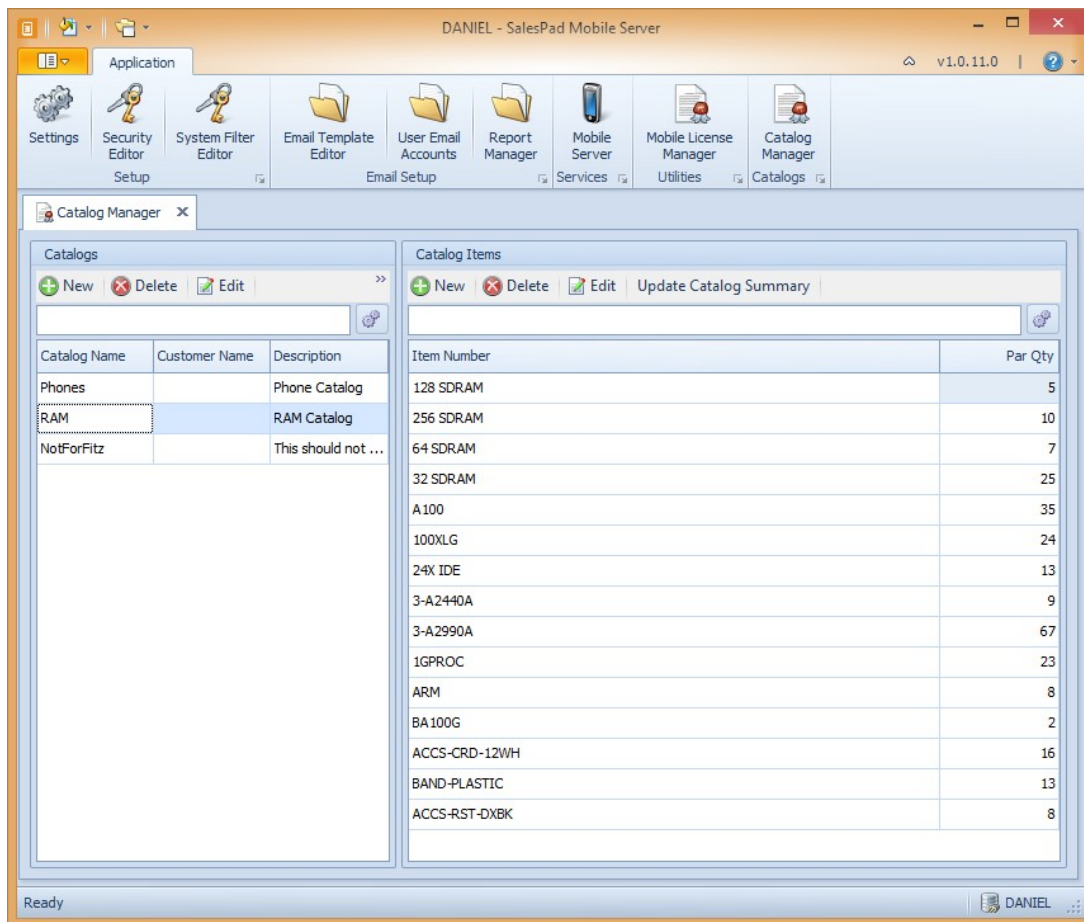 DANIEL - SalesPad Mobile Server
Application
v1.0.11.0 |
Settings
Security Editor
System Filter Editor
Email Template Editor
User Email Accounts
Report Manager
Mobile Server
Mobile License Manager
Catalog Manager
Setup
Email Setup
Services
Utilities
Catalogs
Catalog Manager
Catalogs
New Delete Edit
Catalog Name Customer Name Description
Phones Phone Catalog
RAM RAM Catalog
NotForFitz This should not ...
Catalog Items
New Delete Edit Update Catalog Summary
Item Number Par Qty
128 SDRAM 5
256 SDRAM 10
64 SDRAM 7
32 SDRAM 25
A100 35
100XLG 24
24X IDE 13
3-A2440A 9
3-A2990A 67
1GPROC 23
ARM 8
BA100G 2
ACCS-CRD-12WH 16
BAND-PLASTIC 13
ACCS-RST-DXBK 8
Ready
DANIEL